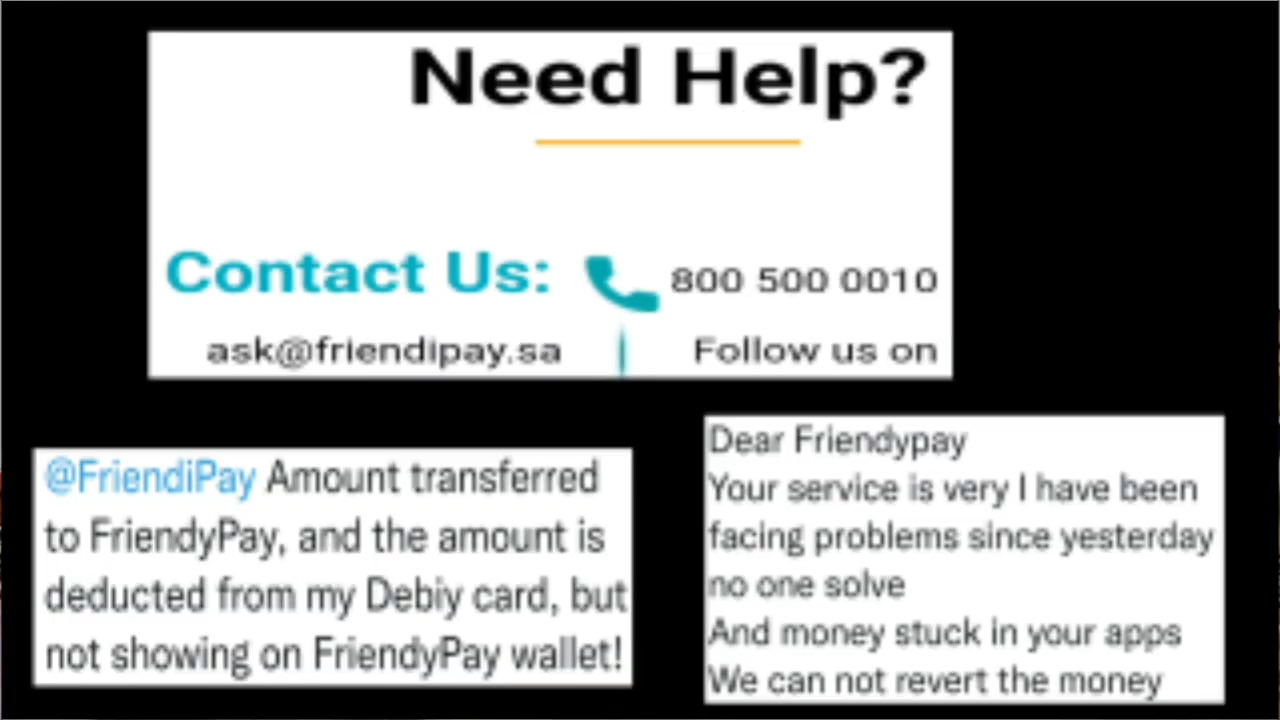 Need Help?
Contact Us: 800 500 0010
ask@friendipay.sa Follow us on
@FriendiPay Amount transferred
to FriendyPay, and the amount is
deducted from my Debiy card, but
not showing on FriendyPay wallet!
Dear Friendypay
Your service is very I have been
facing problems since yesterday
no one solve
And money stuck in your apps
We can not revert the money